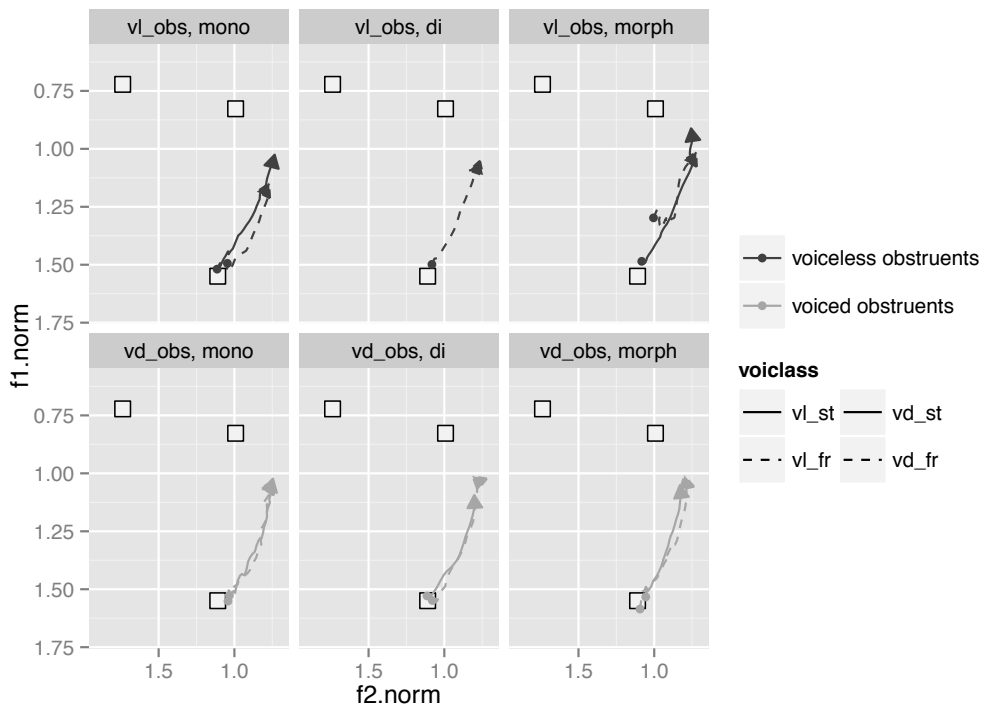 vl_obs, mono
vl_obs, di
vl_obs, morph
0.75
1.00
1.25
1.50
1.75
vd_obs, mono
vd_obs, di
vd_obs, morph
0.75
1.00
1.25
1.50
1.75
1.5 1.0
1.5 1.0
1.5 1.0
f2.norm
f1.norm
voiceless obstruents
voiced obstruents
voiclass
vl_st vd_st
vl_fr vd_fr